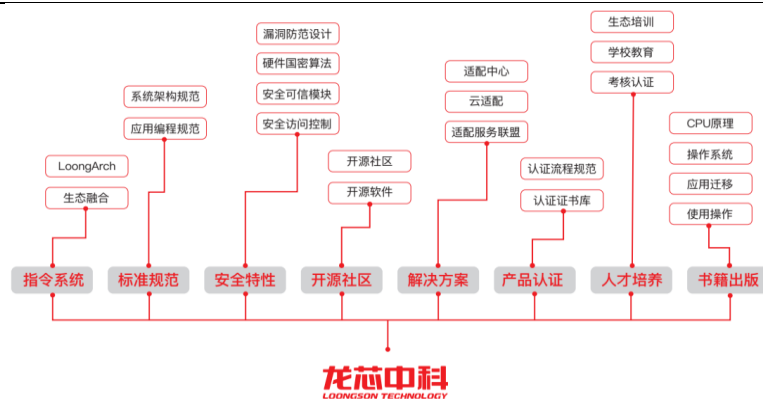 漏洞防范设计
硬件国密算法
安全可信模块
安全访问控制
生态培训
学校教育
考核认证
适配中心
云适配
适配服务联盟
系统架构规范
应用编程规范
CPU原理
操作系统
应用迁移
使用操作
LoongArch
生态融合
开源社区
开源软件
认证流程规范
认证证书库
指令系统
标准规范
安全特性
开源社区
解决方案
产品认证
人才培养
书籍出版
龙芯中科
LOONGSON TECHNOLOGY